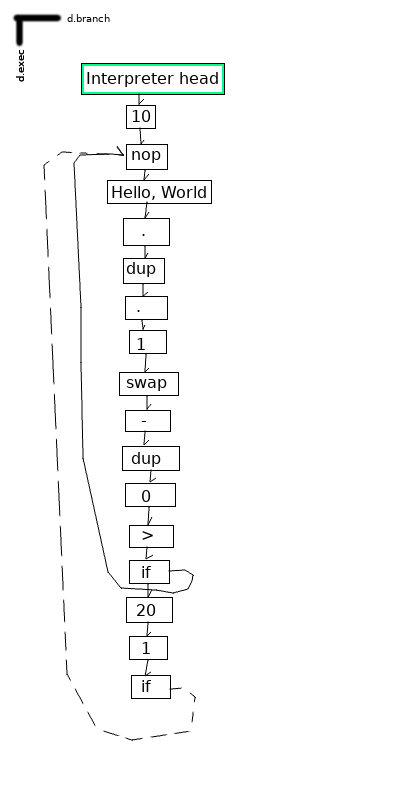 d.branch
d.exec
Interpreter head
10
nop
Hello, World
.
dup
.
1
swap
-
dup
0
>
if
20
1
if